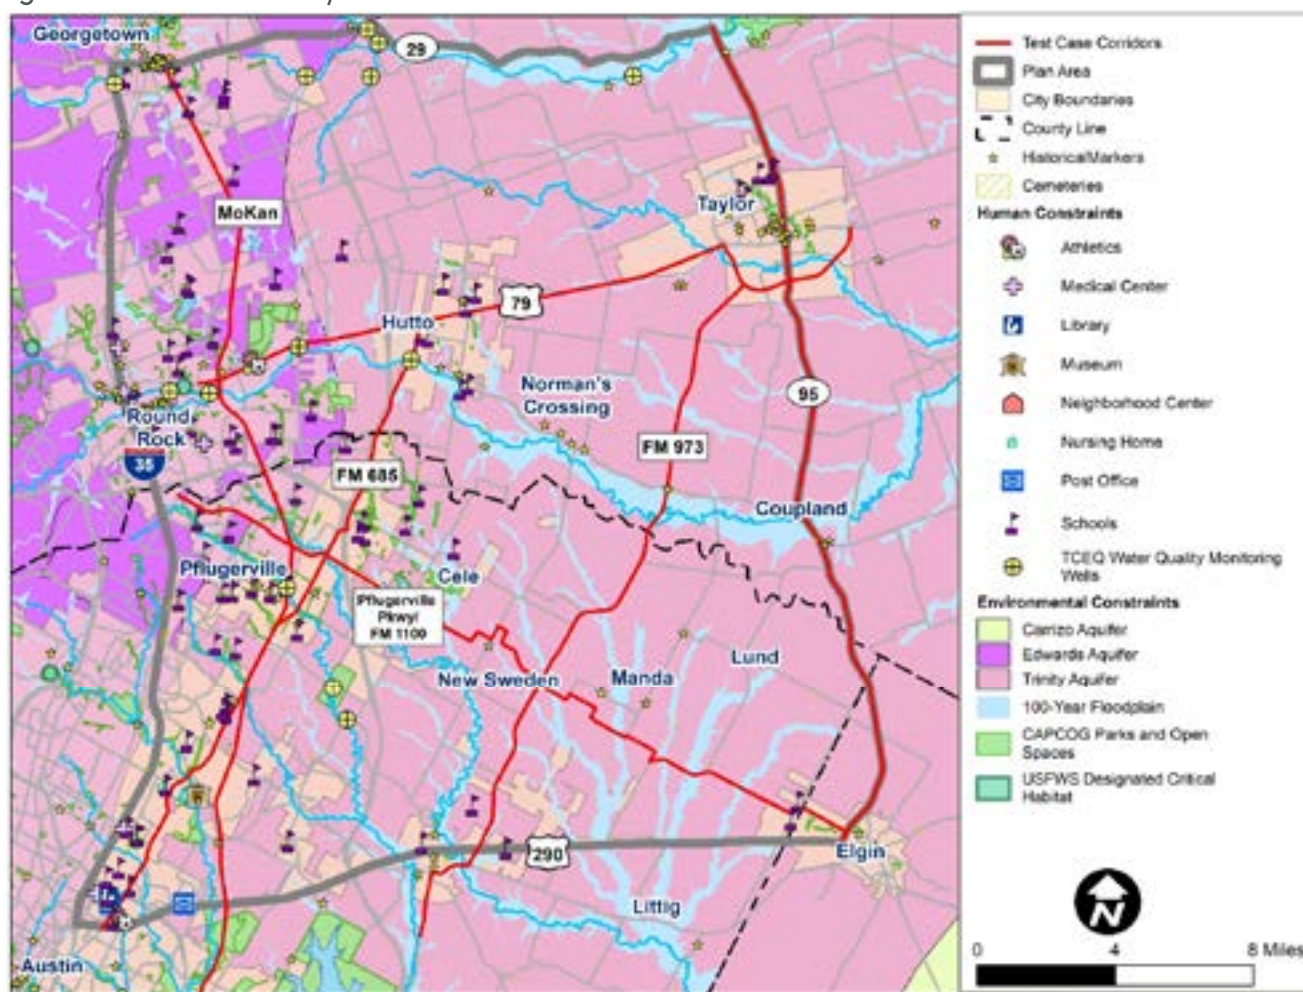 Georgetown
29
MoKan
Taylor
79
Hutto
Norman's
Crossing
95
Round
Rock
35
FM 685
FM 973
Coupland
Pflugerville
Cele
Pflugerville
Pkwy/
FM 1100
New Sweden
Manda
Lund
290
Elgin
Littig
Austin
Test Case Corridors
Plan Area
City Boundaries
County Line
HistoricalMarkers
Cemeteries
Human Constraints
Athletics
Medical Center
Library
Museum
Neighborhood Center
Nursing Home
Post Office
Schools
TCEQ Water Quality Monitoring
Wells
Environmental Constraints
Carrizo Aquifer
Edwards Aquifer
Trinity Aquifer
100-Year Floodplain
CAPCOG Parks and Open
Spaces
USFWS Designated Critical
Habitat
N
0 4 8 Miles